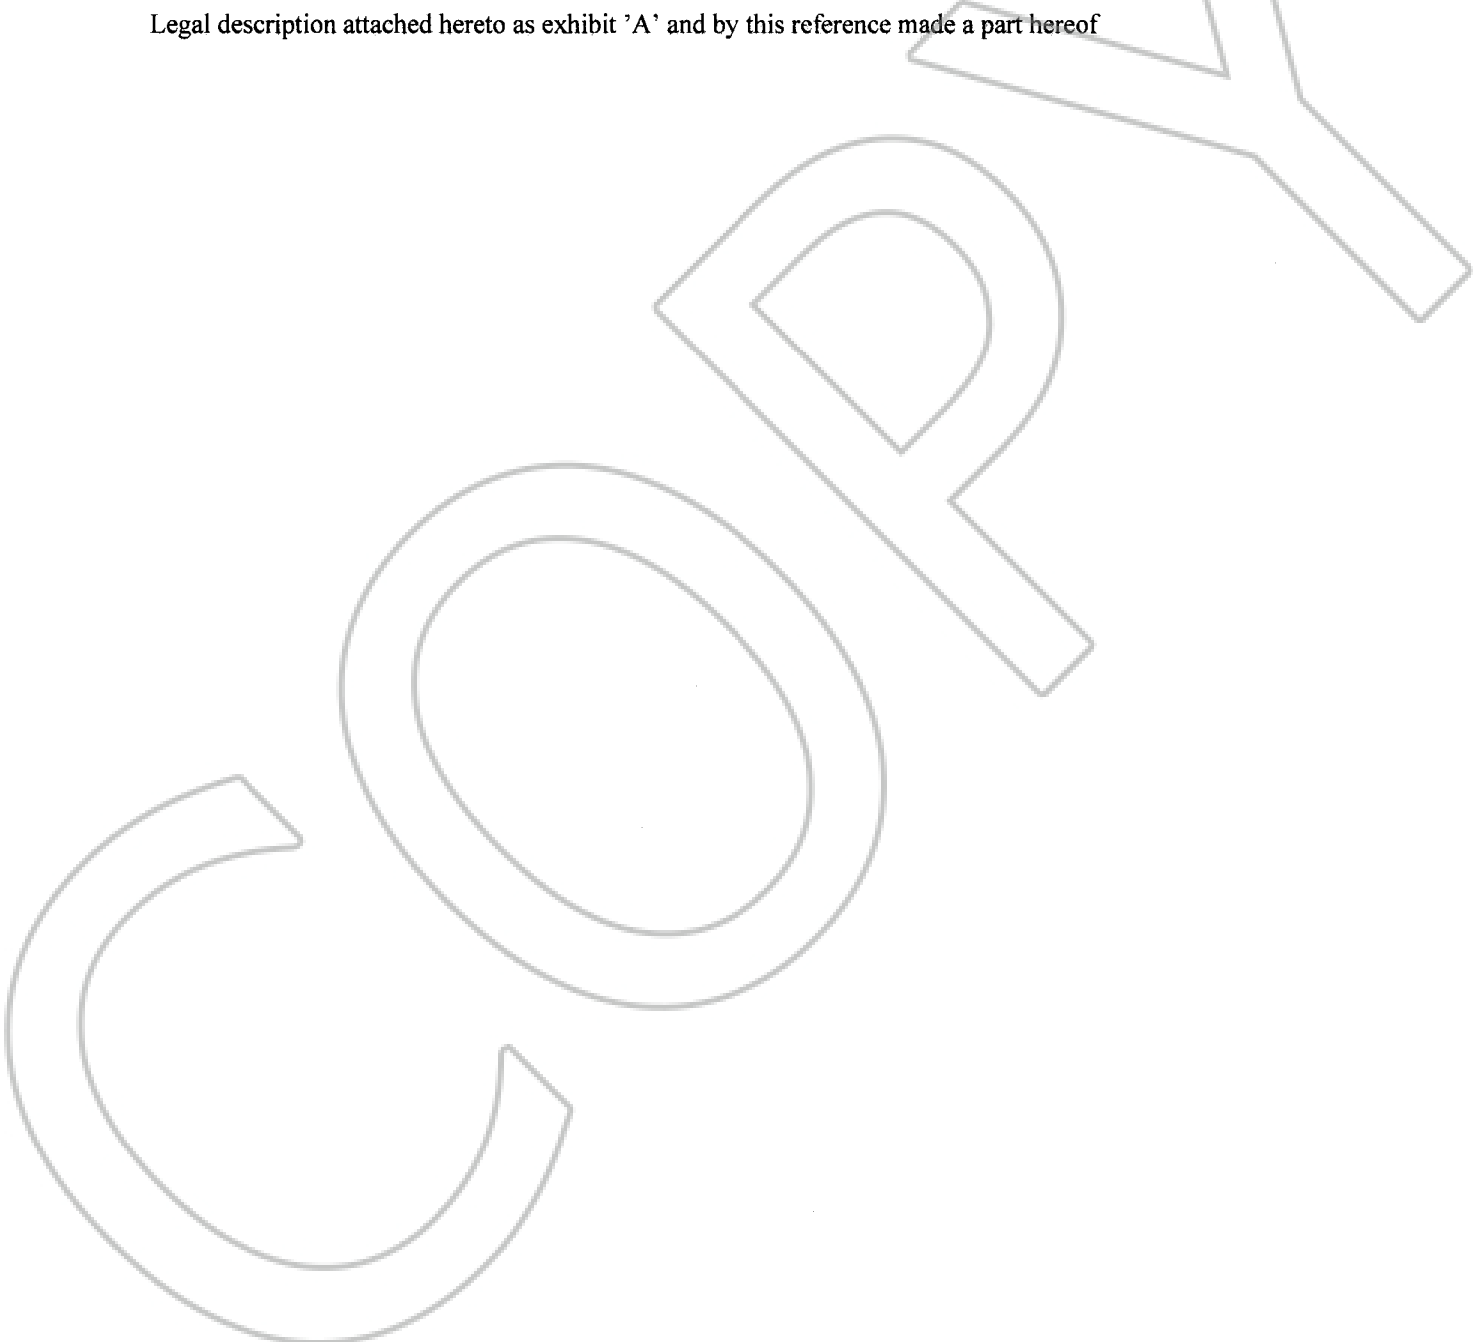 Legal description attached hereto as exhibit ’A‛ and by this reference made a part hereof
COPY